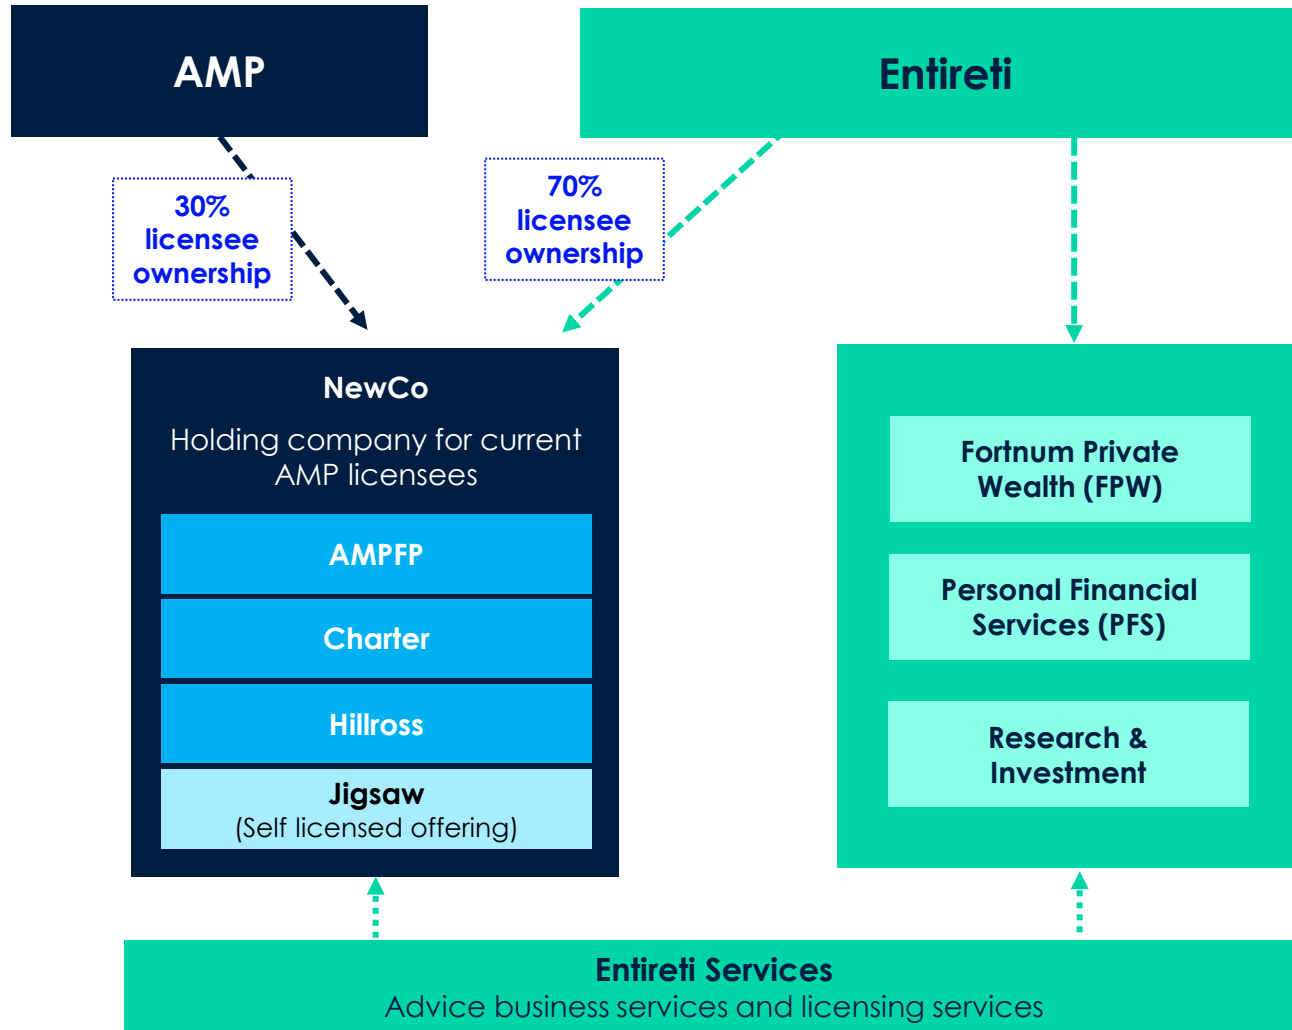 AMP
Entireti
30%
licensee
ownership
70%
licensee
ownership
NewCo
Holding company for current
AMP licensees
AMPFP
Charter
Hillross
Jigsaw
(Self licensed offering)
Fortnum Private
Wealth (FPW)
Personal Financial
Services (PFS)
Research &
Investment
Entireti Services
Advice business services and licensing services